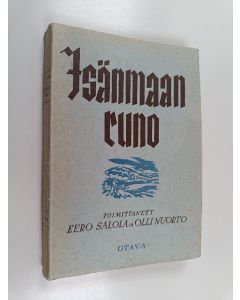 Isänmaan
runo
TOIMITTANEET
EERO SALOLA JA OLLI NUORTO
OTAVA